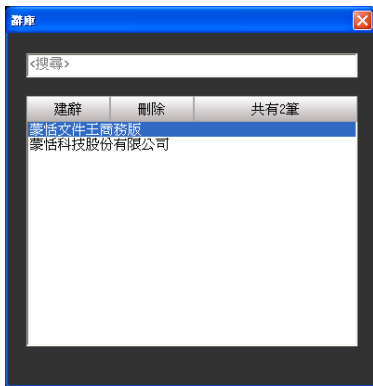 辭庫
<搜尋>
建辭 刪除 共有2筆
蒙恬文件王商務版
蒙恬科技股份有限公司